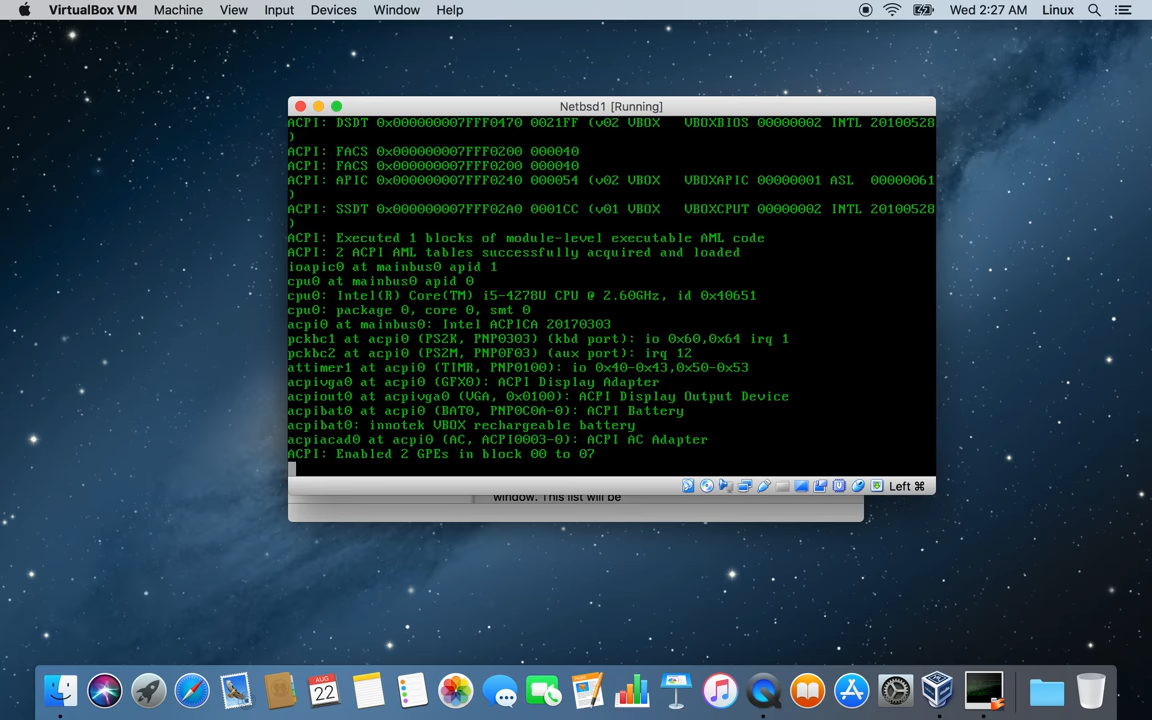 VirtualBox VM Machine View Input Devices Window Help Wed 2:27 AM Linux
Netbsd1 [Running]
ACPI: DSDT 0x0000000007FFF0470 0021FF (v02 VBOX VBOXBIOS 00000002 INTL 20100528
)
ACPI: FACS 0x0000000007FFF0200 000040
ACPI: FACS 0x0000000007FFF0200 000040
ACPI: APIC 0x0000000007FFF0240 000054 (v02 VBOX VBOXAPIC 00000001 ASL 00000061
)
ACPI: SSDT 0x0000000007FFF02A0 0001CC (v01 VBOX VBOXCPUT 00000002 INTL 20100528
)
ACPI: Executed 1 blocks of module-level executable AML code
ACPI: 2 ACPI AML tables successfully acquired and loaded
ioapic0 at mainbus0 apid 1
cpu0 at mainbus0 apid 0
cpu0: Intel(R) Core(TM) i5-4278U CPU @ 2.60GHz, id 0x40651
cpu0: package 0, core 0, smt 0
acpi0 at mainbus0: Intel ACPICA 20170303
pckbc1 at acpi0 (PS2K, PNP0303) (kbd port): io 0x60,0x64 irq 1
pckbc2 at acpi0 (PS2M, PNP0F03) (aux port): irq 12
attimer1 at acpi0 (TIMR, PNP0100): io 0x40-0x43,0x50-0x53
acpivga0 at acpi0 (GFX0): ACPI Display Adapter
acpiout0 at acpivga0 (VGA, 0x0100): ACPI Display Output Device
acpibat0 at acpi0 (BAT0, PNP0C0A-0): ACPI Battery
acpibat0: innotek VBOX rechargeable battery
acpiacad0 at acpi0 (AC, ACPI0003-0): ACPI AC Adapter
ACPI: Enabled 2 GPEs in block 00 to 07
Left ⌘
window. This list will be
AUG
22